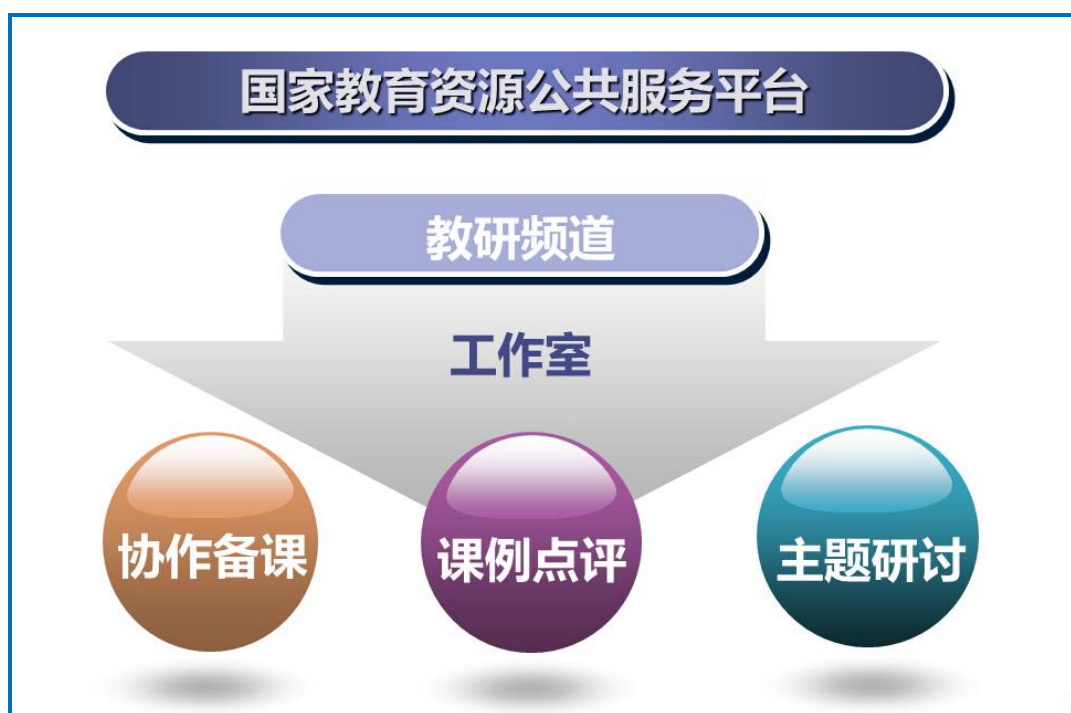 国家教育资源公共服务平台
教研频道
工作室
协作备课
课例点评
主题研讨